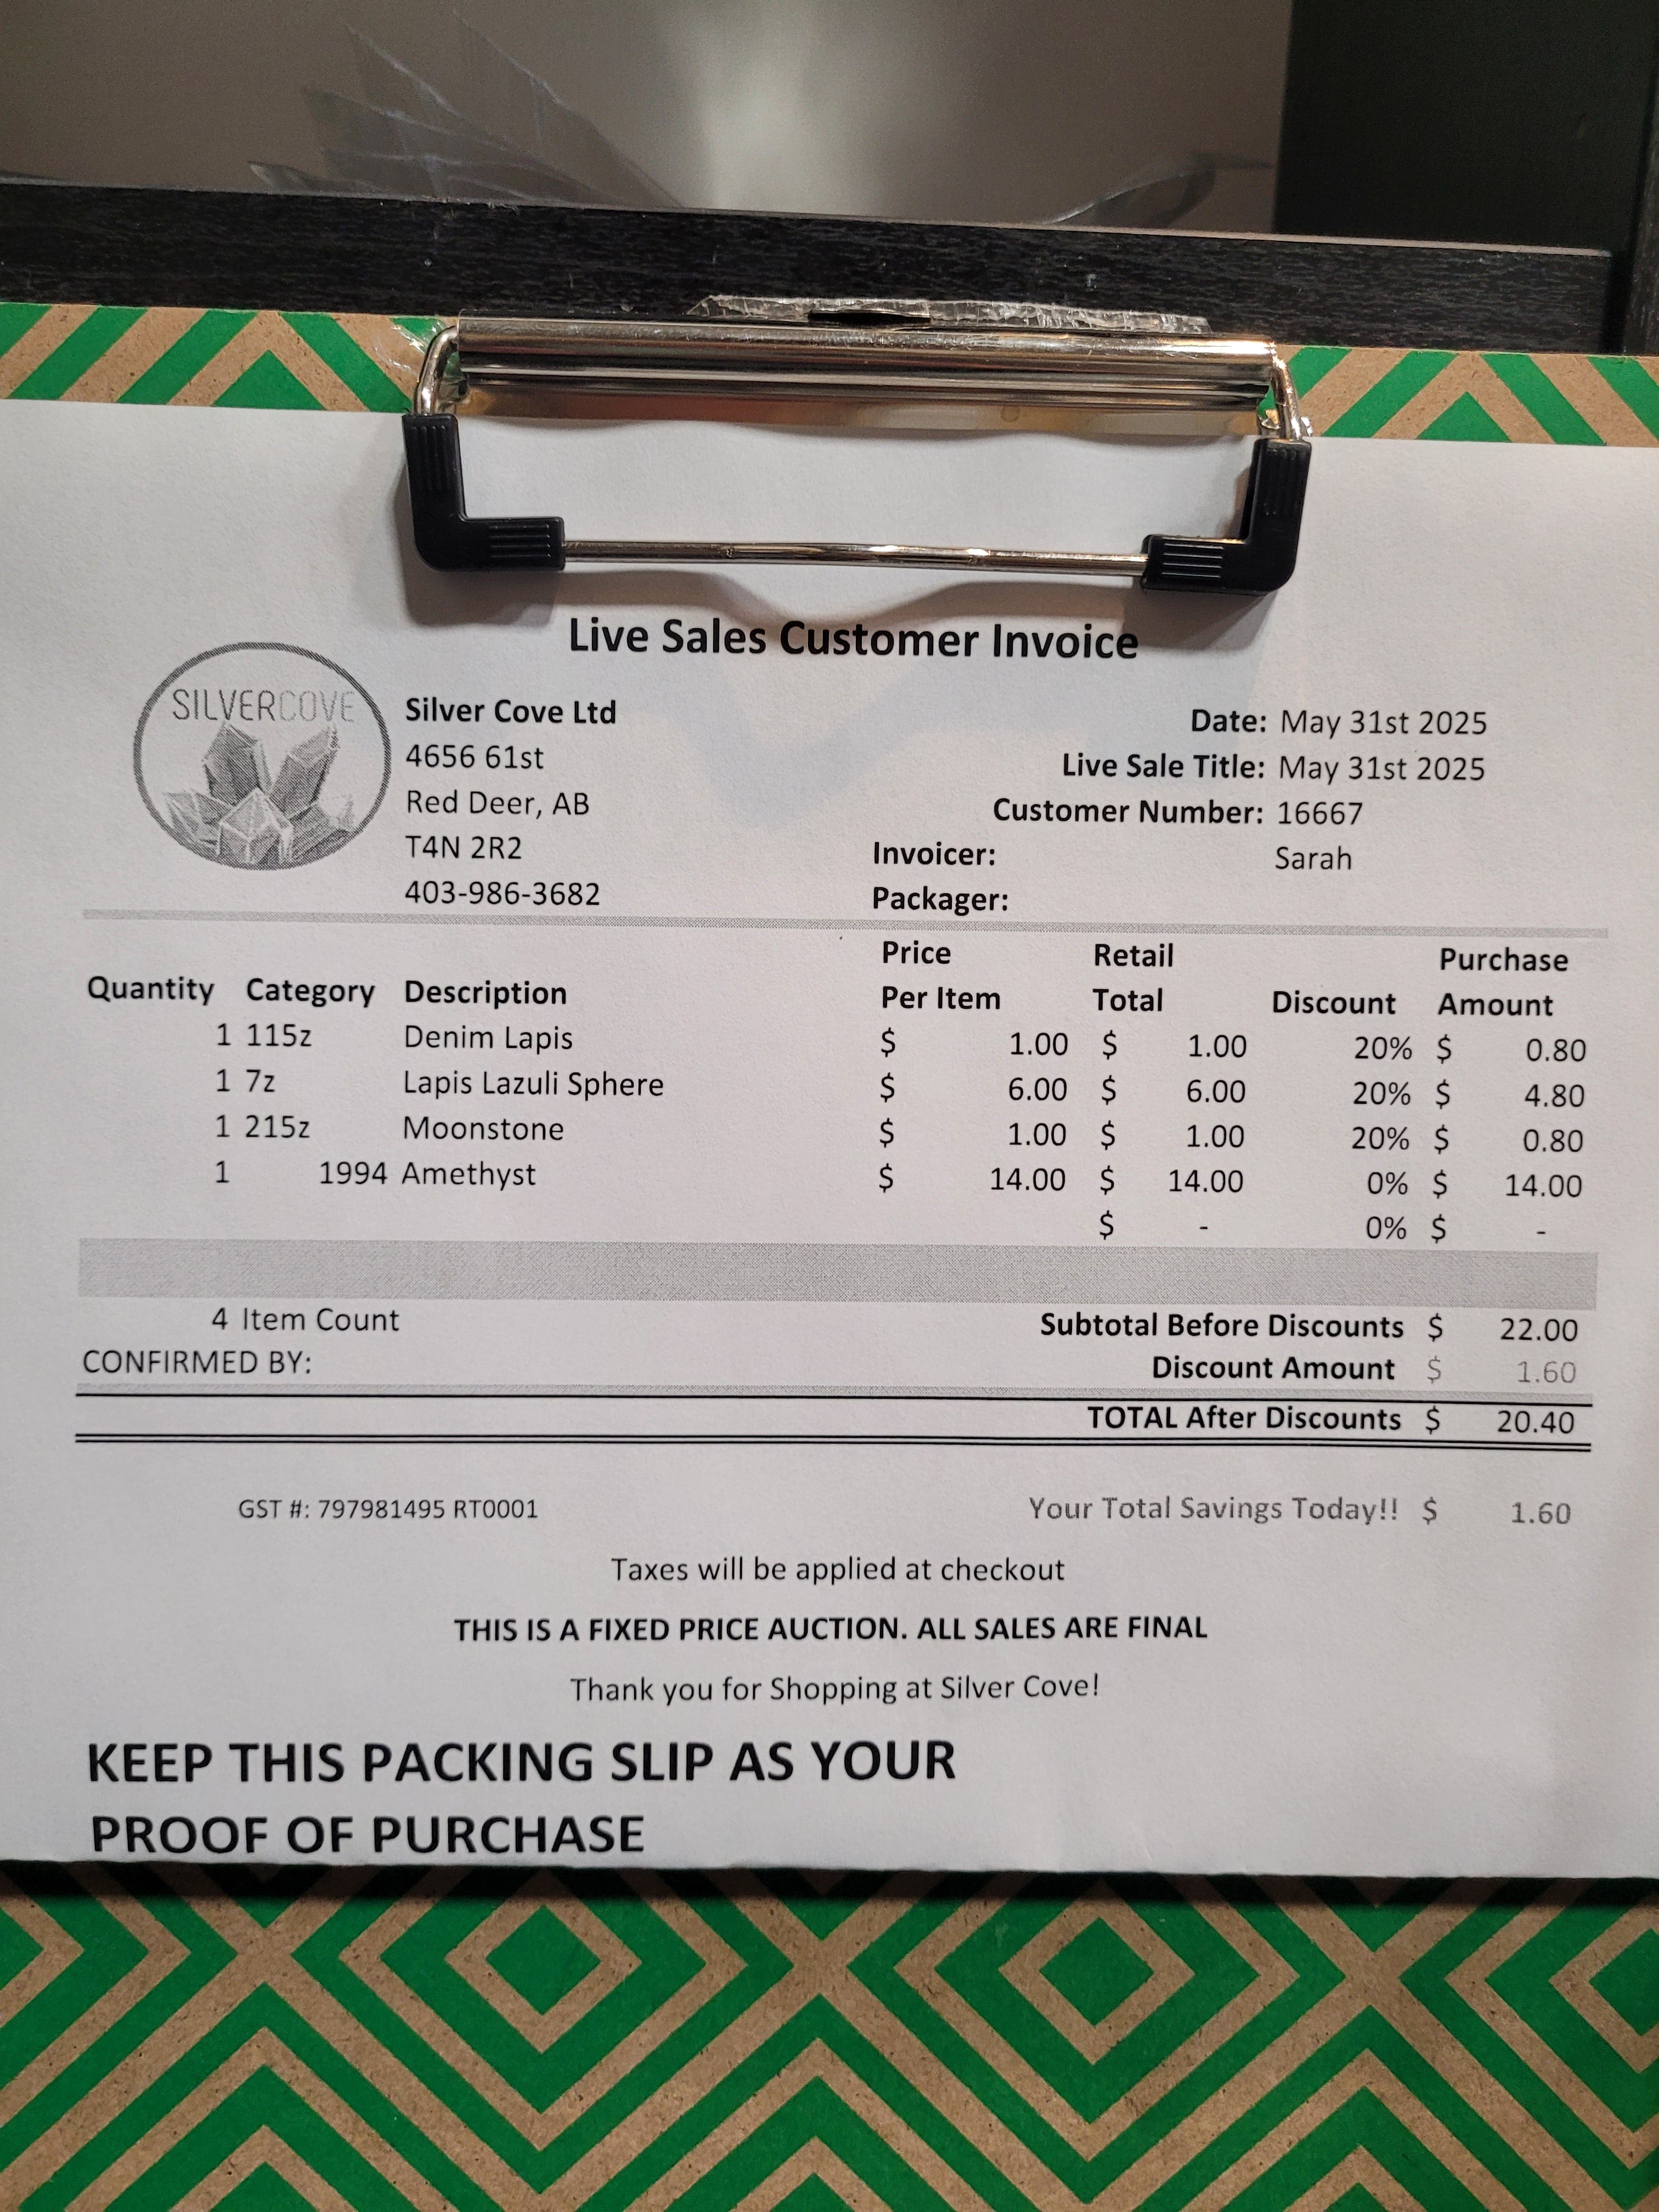 Live Sales Customer Invoice
SILVERCOVE
Silver Cove Ltd
4656 61st
Red Deer, AB
T4N 2R2
403-986-3682
Date: May 31st 2025
Live Sale Title: May 31st 2025
Customer Number: 16667
Invoicer: Sarah
Packager:
Quantity Category Description Price Per Item Retail Total Discount Purchase Amount
1 115z Denim Lapis $ 1.00 $ 1.00 20% $ 0.80
1 7z Lapis Lazuli Sphere $ 6.00 $ 6.00 20% $ 4.80
1 215z Moonstone $ 1.00 $ 1.00 20% $ 0.80
1 1994 Amethyst $ 14.00 $ 14.00 0% $ 14.00
$ - 0% $ -
4 Item Count Subtotal Before Discounts $ 22.00
CONFIRMED BY: Discount Amount $ 1.60
TOTAL After Discounts $ 20.40
GST #: 797981495 RT0001 Your Total Savings Today!! $ 1.60
Taxes will be applied at checkout
THIS IS A FIXED PRICE AUCTION. ALL SALES ARE FINAL
Thank you for Shopping at Silver Cove!
KEEP THIS PACKING SLIP AS YOUR
PROOF OF PURCHASE